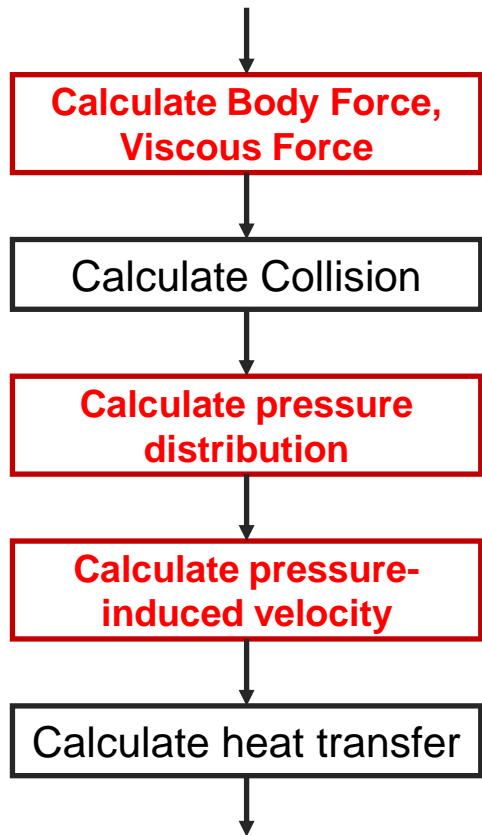 Calculate Body Force,
Viscous Force
Calculate Collision
Calculate pressure
distribution
Calculate pressure-
induced velocity
Calculate heat transfer